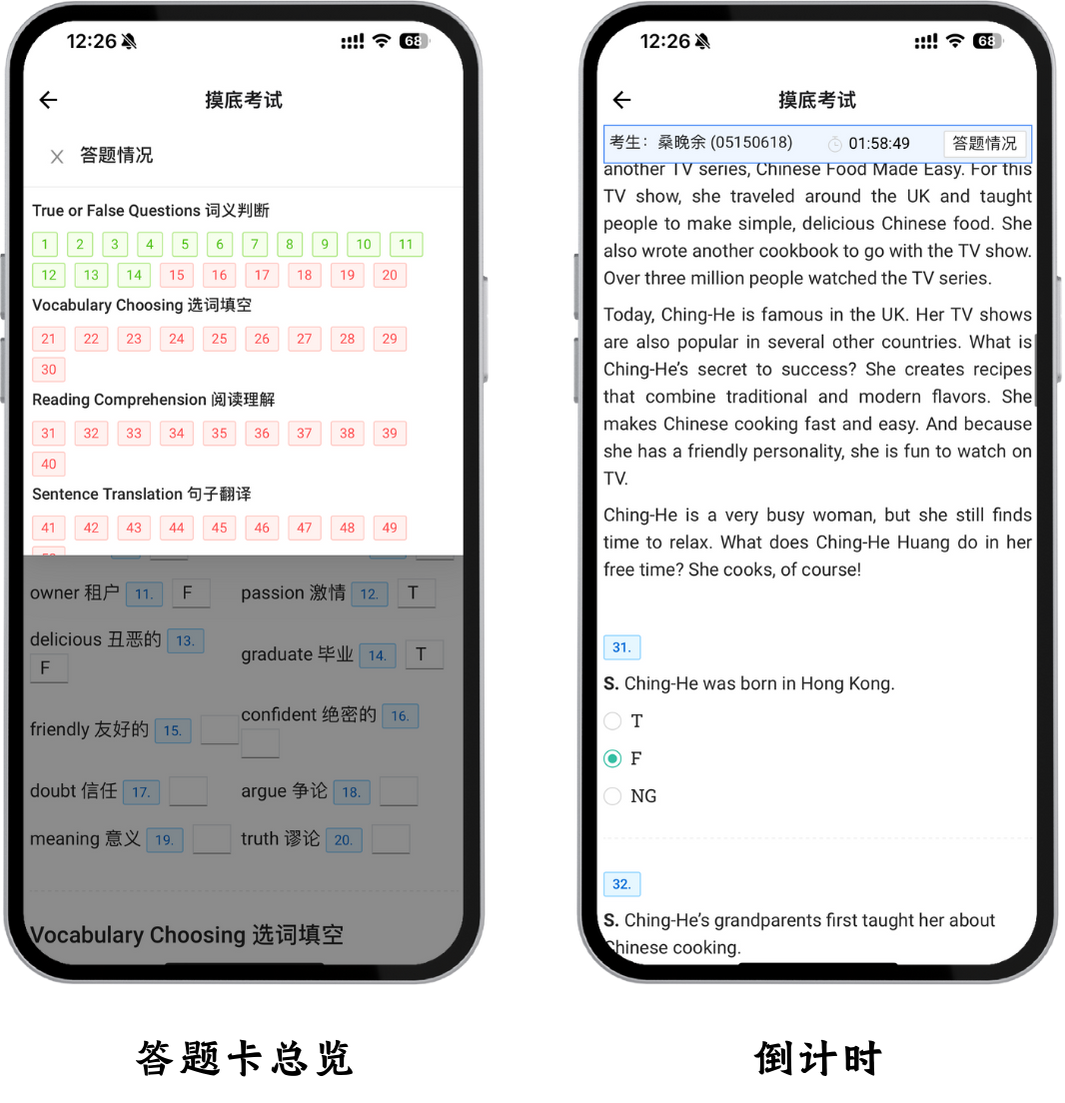 12:26
68
摸底考试
答题情况
True or False Questions 词义判断
1 2 3 4 5 6 7 8 9 10 11
12 13 14 15 16 17 18 19 20
Vocabulary Choosing 选词填空
21 22 23 24 25 26 27 28 29
30
Reading Comprehension 阅读理解
31 32 33 34 35 36 37 38 39
40
Sentence Translation 句子翻译
41 42 43 44 45 46 47 48 49
owner 租户 11. F passion 激情 12. T
delicious 丑恶的 13.
F
graduate 毕业 14. T
friendly 友好的 15.
confident 绝密的 16.
doubt 信任 17. argue 争论 18.
meaning 意义 19. truth 谬论 20.
Vocabulary Choosing 选词填空
答题卡总览
12:26
68
摸底考试
考生： 桑晚余 (05150618) 01:58:49 答题情况
another TV series, Chinese Food Made Easy. For this
TV show, she traveled around the UK and taught
people to make simple, delicious Chinese food. She
also wrote another cookbook to go with the TV show.
Over three million people watched the TV series.
Today, Ching-He is famous in the UK. Her TV shows
are also popular in several other countries. What is
Ching-He’s secret to success? She creates recipes
that combine traditional and modern flavors. She
makes Chinese cooking fast and easy. And because
she has a friendly personality, she is fun to watch on
TV.
Ching-He is a very busy woman, but she still finds
time to relax. What does Ching-He Huang do in her
free time? She cooks, of course!
31.
S. Ching-He was born in Hong Kong.
T
F
NG
32.
S. Ching-He’s grandparents first taught her about
Chinese cooking.
倒计时